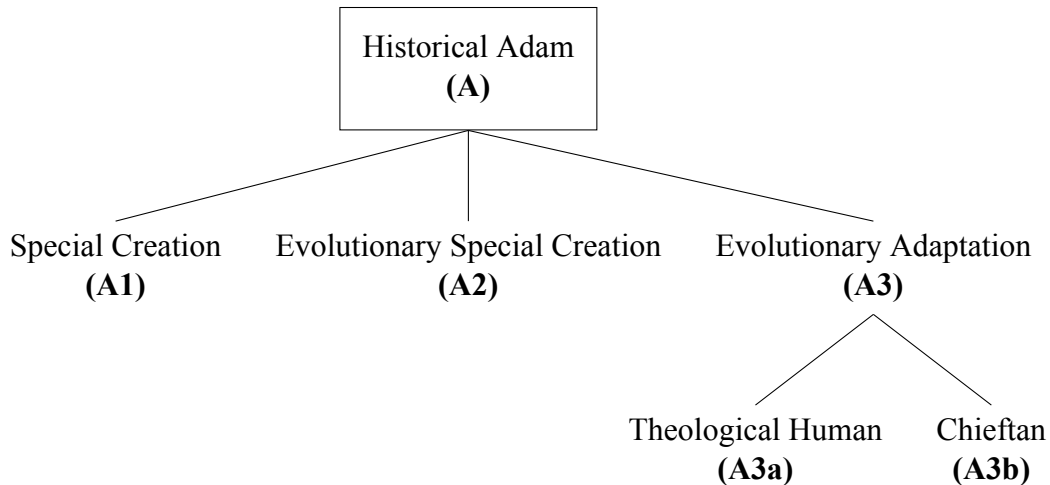 Historical Adam
(A)
Special Creation
(A1)
Evolutionary Special Creation
(A2)
Evolutionary Adaptation
(A3)
Theological Human
(A3a)
Chieftan
(A3b)